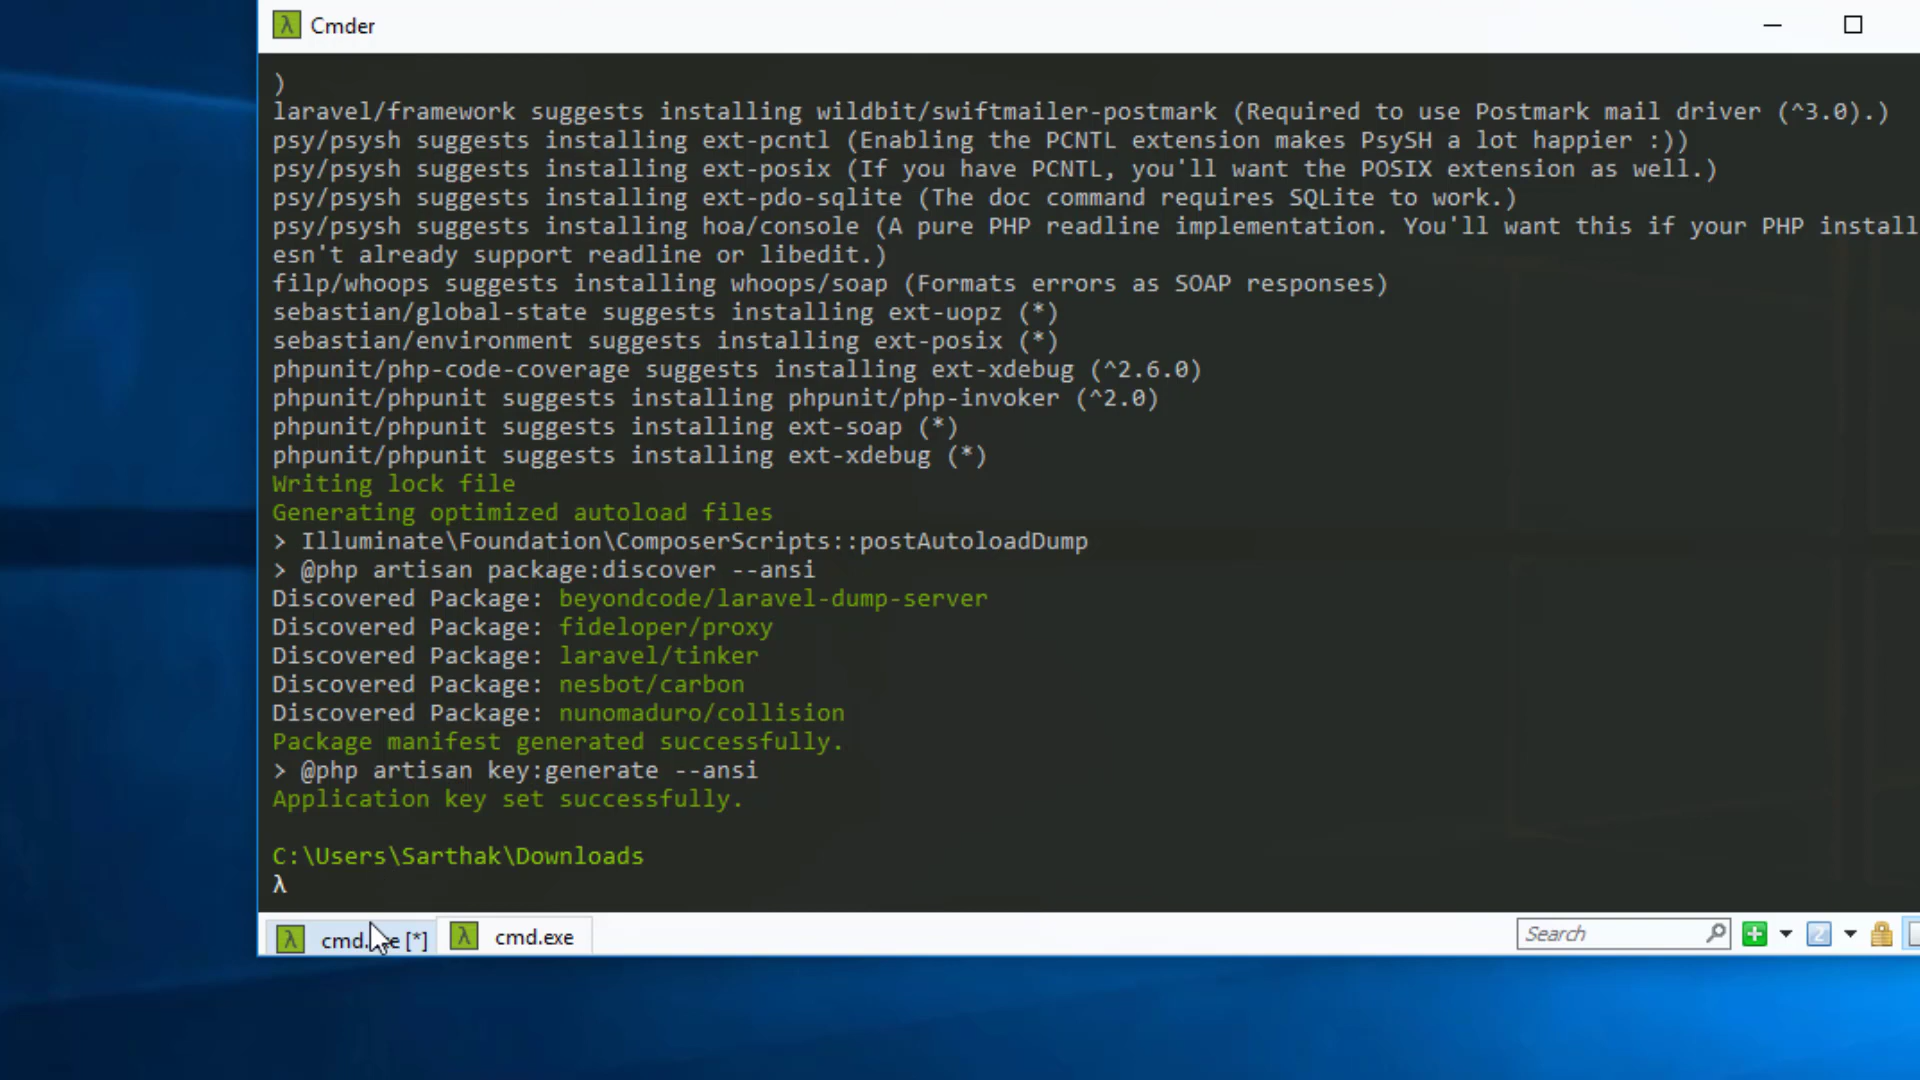 Cmder
)
laravel/framework suggests installing wildbit/swiftmailer-postmark (Required to use Postmark mail driver (^3.0).)
psy/psysh suggests installing ext-pcntl (Enabling the PCNTL extension makes PsySH a lot happier :))
psy/psysh suggests installing ext-posix (If you have PCNTL, you'll want the POSIX extension as well.)
psy/psysh suggests installing ext-pdo-sqlite (The doc command requires SQLite to work.)
psy/psysh suggests installing hoa/console (A pure PHP readline implementation. You'll want this if your PHP install
esn't already support readline or libedit.)
filp/whoops suggests installing whoops/soap (Formats errors as SOAP responses)
sebastian/global-state suggests installing ext-uopz (*)
sebastian/environment suggests installing ext-posix (*)
phpunit/php-code-coverage suggests installing ext-xdebug (^2.6.0)
phpunit/phpunit suggests installing phpunit/php-invoker (^2.0)
phpunit/phpunit suggests installing ext-soap (*)
phpunit/phpunit suggests installing ext-xdebug (*)
Writing lock file
Generating optimized autoload files
> Illuminate\Foundation\ComposerScripts::postAutoloadDump
> @php artisan package:discover --ansi
Discovered Package: beyondcode/laravel-dump-server
Discovered Package: fideloper/proxy
Discovered Package: laravel/tinker
Discovered Package: nesbot/carbon
Discovered Package: nunomaduro/collision
Package manifest generated successfully.
> @php artisan key:generate --ansi
Application key set successfully.
C:\Users\Sarthak\Downloads
λ
[*] cmd.exe Search